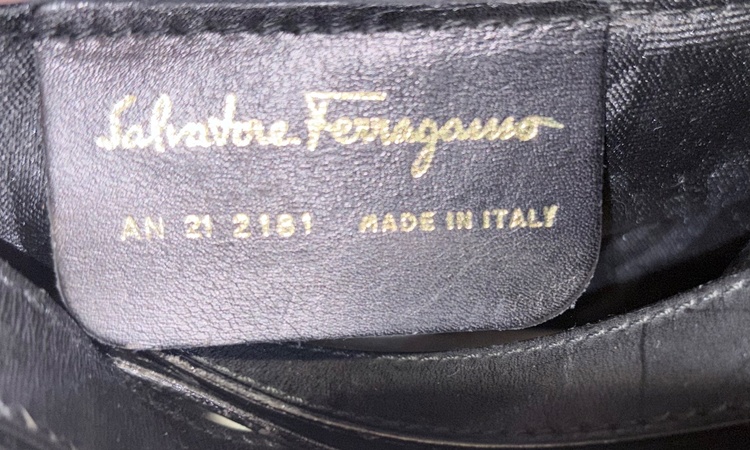 Salvatore Ferragamo
AN 21 2181 MADE IN ITALY